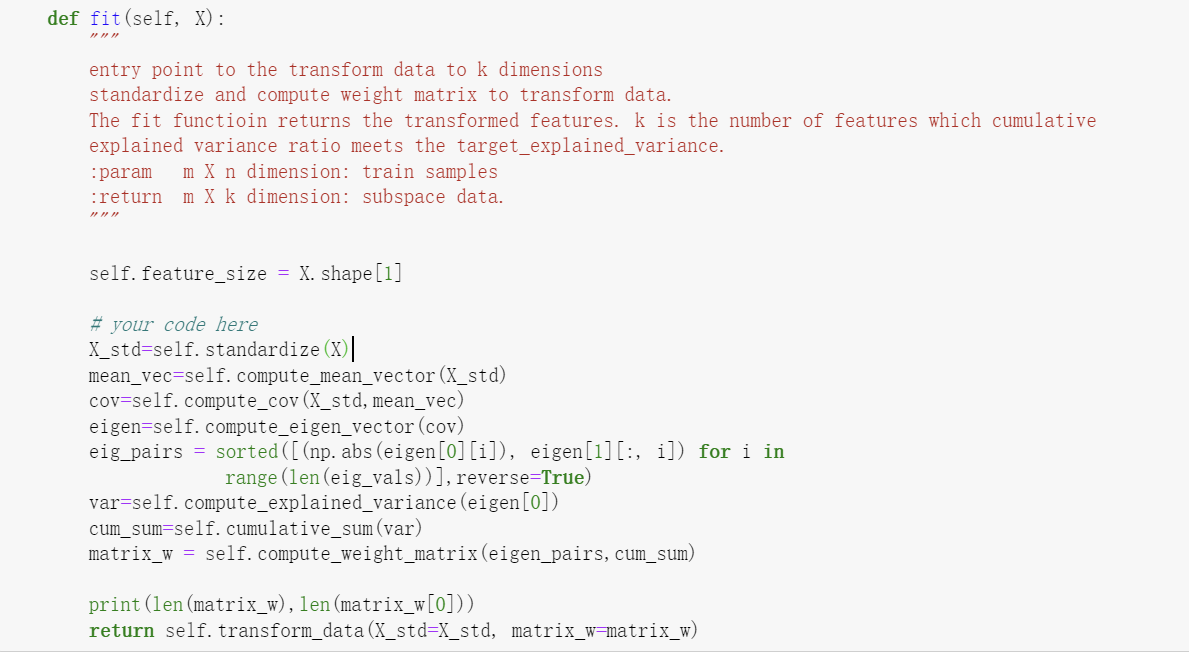 def fit(self, X):
"""
entry point to the transform data to k dimensions
standardize and compute weight matrix to transform data.
The fit functioin returns the transformed features. k is the number of features which cumulative
explained variance ratio meets the target_explained_variance.
:param   m X n dimension: train samples
:return  m X k dimension: subspace data.
"""
self.feature_size = X.shape[1]
# your code here
X_std=self.standardize(X)
mean_vec=self.compute_mean_vector(X_std)
cov=self.compute_cov(X_std,mean_vec)
eigen=self.compute_eigen_vector(cov)
eig_pairs = sorted([(np.abs(eigen[0][i]), eigen[1][:, i]) for i in
range(len(eig_vals))],reverse=True)
var=self.compute_explained_variance(eigen[0])
cum_sum=self.cumulative_sum(var)
matrix_w = self.compute_weight_matrix(eigen_pairs,cum_sum)
print(len(matrix_w),len(matrix_w[0]))
return self.transform_data(X_std=X_std, matrix_w=matrix_w)